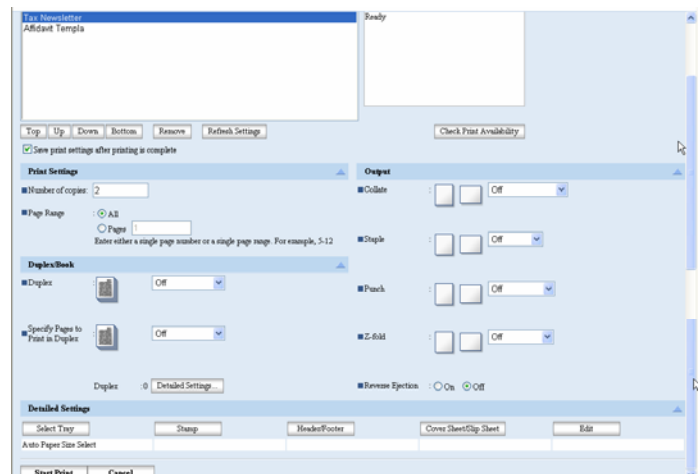 Tax Newsletter
Affidavit Templa
Ready
Top Up Down Bottom Remove Refresh Settings Check Print Availability
Save print settings after printing is complete
Print Settings Output
Number of copies: 2 Collate : Off
Page Range : All
Pages 1
Enter either a single page number or a single page range. For example, 5-12
Staple : Off
Duplex/Book
Duplex : Off Punch : Off
Specify Pages to
Print in Duplex : Off Z-fold : Off
Duplex :0 Detailed Settings... Reverse Ejection : On Off
Detailed Settings
Select Tray Stamp Header/Footer Cover Sheet/Slip Sheet Edit
Auto Paper Size Select
Start Print Cancel